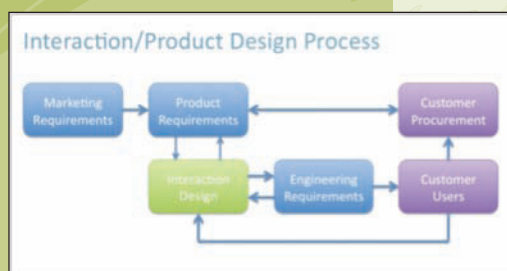 Interaction/Product Design Process
Marketing
Requirements
Product
Requirements
Customer
Procurement
Interaction
Design
Engineering
Requirements
Customer
Users